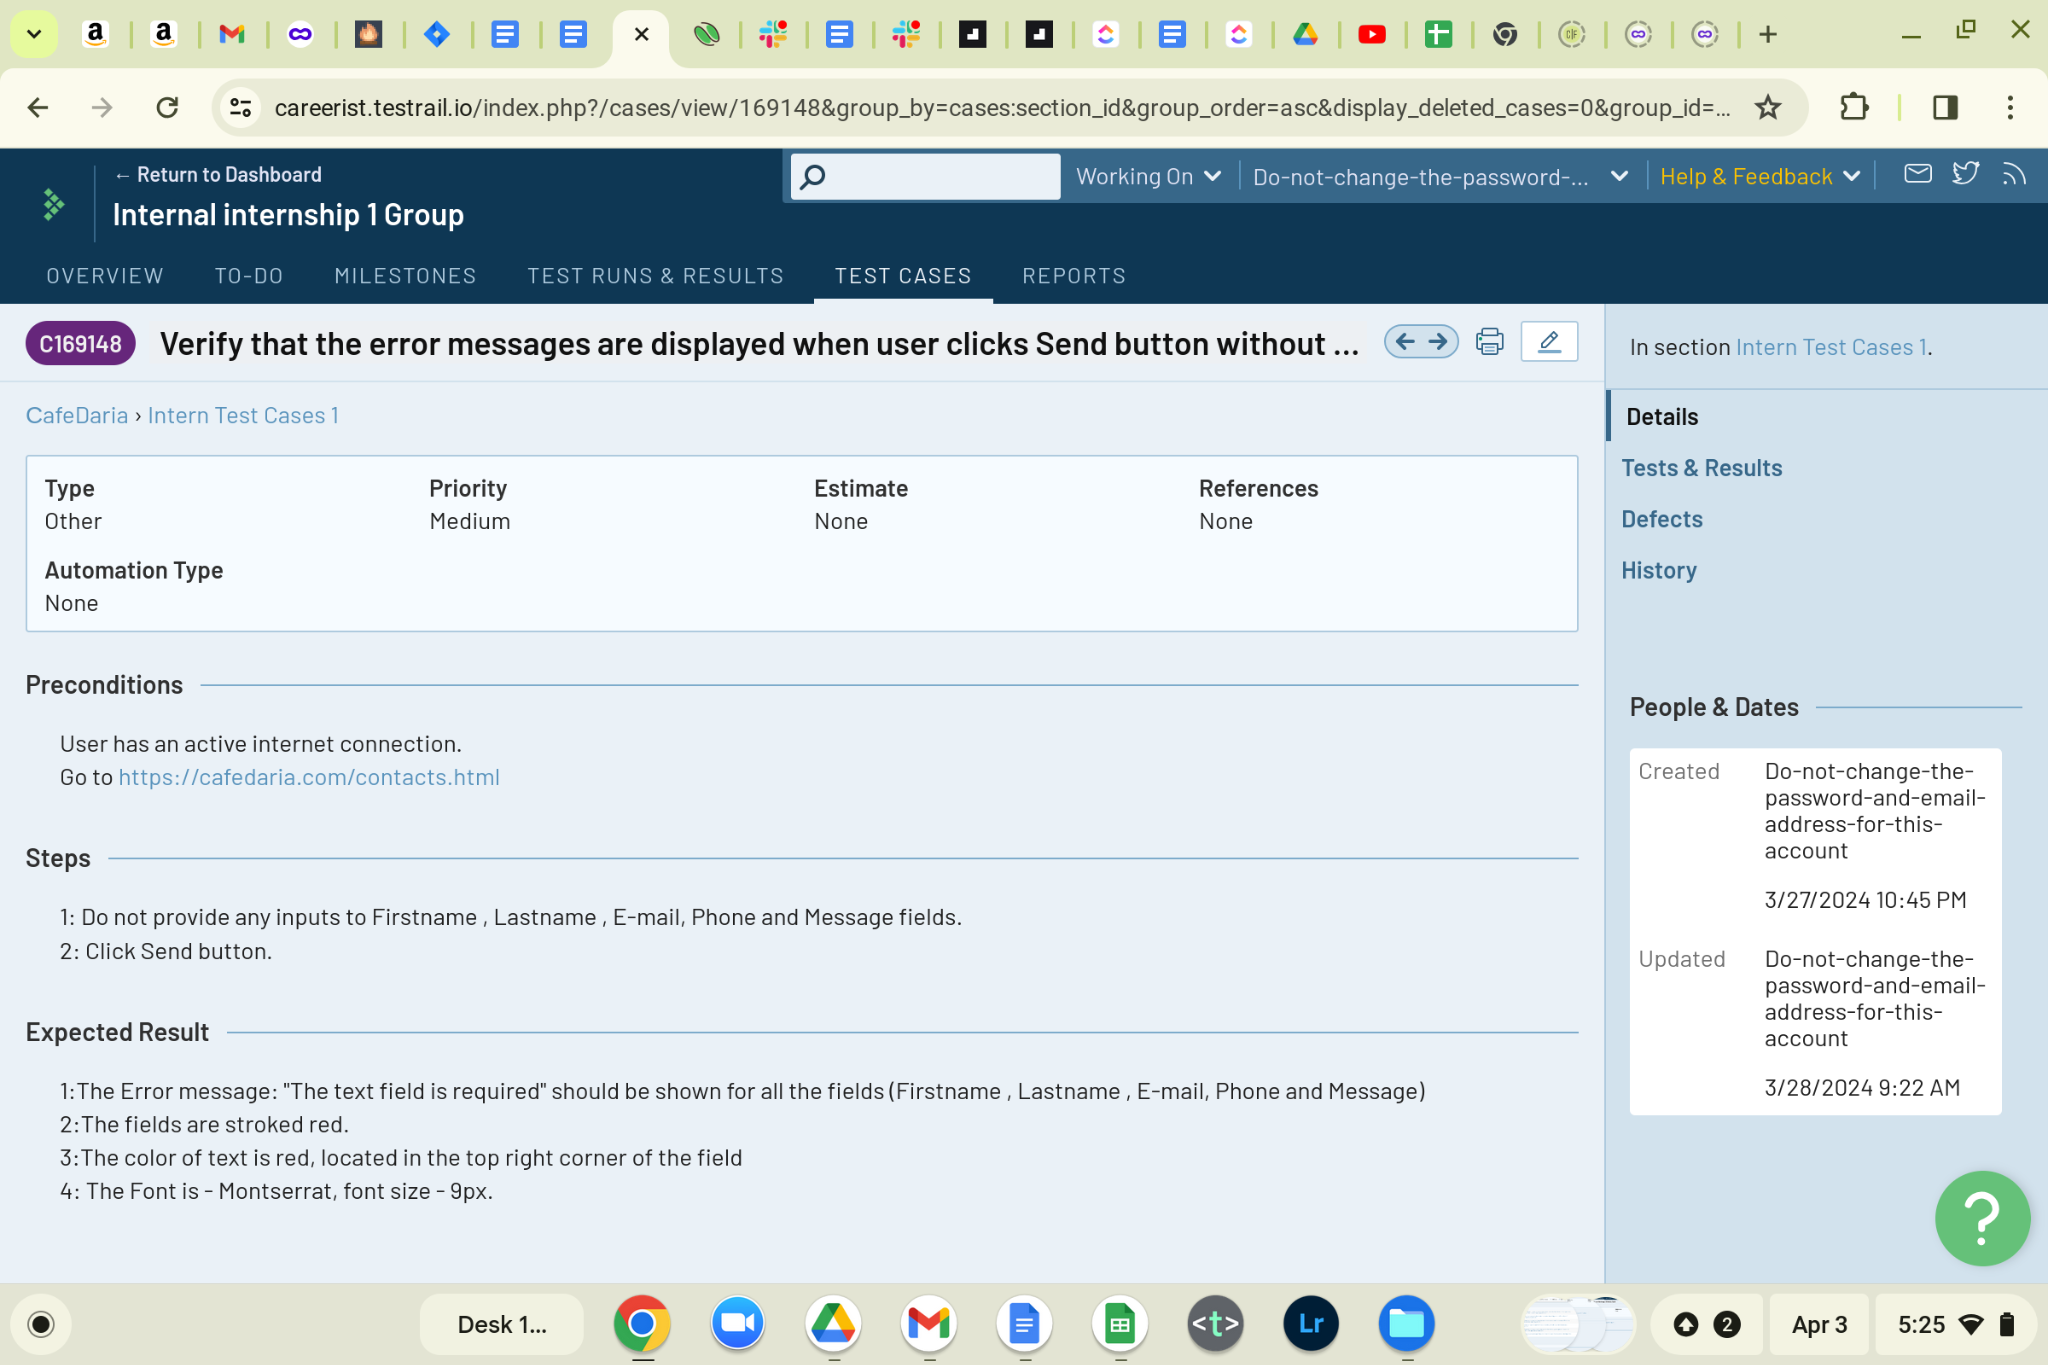 careerist.testrail.io/index.php?/cases/view/169148&group_by=cases:section_id&group_order=asc&display_deleted_cases=0&group_id=...
← Return to Dashboard
Internal internship 1 Group
Working On
Do-not-change-the-password-...
Help & Feedback
OVERVIEW TO-DO MILESTONES TEST RUNS & RESULTS TEST CASES REPORTS
C169148 Verify that the error messages are displayed when user clicks Send button without ...
In section Intern Test Cases 1.
CafeDaria › Intern Test Cases 1
Type Priority Estimate References
Other Medium None None
Automation Type
None
Preconditions
User has an active internet connection.
Go to https://cafedaria.com/contacts.html
Steps
1: Do not provide any inputs to Firstname , Lastname , E-mail, Phone and Message fields.
2: Click Send button.
Expected Result
1:The Error message: "The text field is required" should be shown for all the fields (Firstname , Lastname , E-mail, Phone and Message)
2:The fields are stroked red.
3:The color of text is red, located in the top right corner of the field
4: The Font is - Montserrat, font size - 9px.
Details
Tests & Results
Defects
History
People & Dates
Created Do-not-change-the-
password-and-email-
address-for-this-
account
3/27/2024 10:45 PM
Updated Do-not-change-the-
password-and-email-
address-for-this-
account
3/28/2024 9:22 AM
?
Desk 1...
<t>
Lr
2
Apr 3
5:25